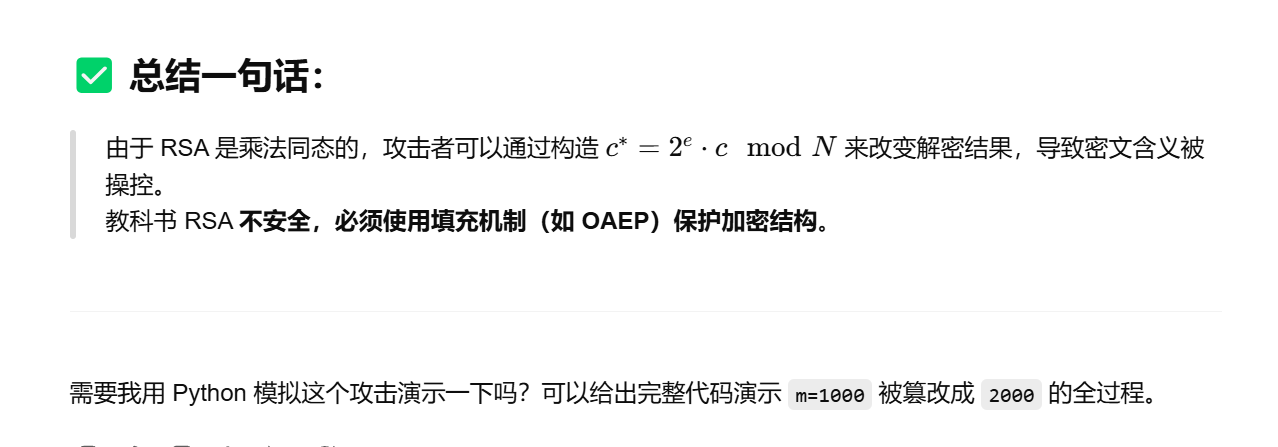 ✅ 总结一句话：
由于 RSA 是乘法同态的，攻击者可以通过构造 c* = 2ᵉ · c mod N 来改变解密结果，导致密文含义被
操控。
教科书 RSA 不安全，必须使用填充机制（如 OAEP）保护加密结构。
需要我用 Python 模拟这个攻击演示一下吗？可以给出完整代码演示 m=1000 被篡改成 2000 的全过程。